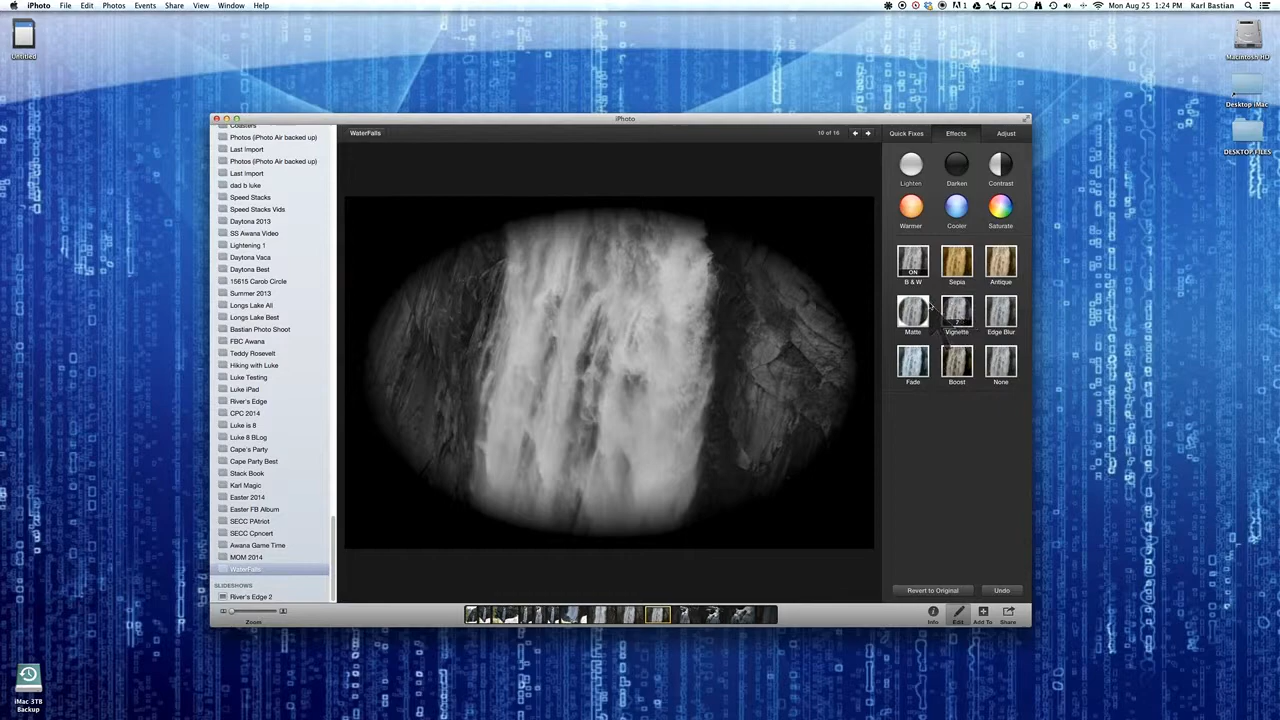 iPhoto File Edit Photos Events Share View Window Help
1 Mon Aug 25 1:24 PM Karl Bastian
Untitled
Macintosh HD
Desktop iMac
DESKTOP FILES
iPhoto
WaterFalls
10 of 16
Quick Fixes Effects Adjust
Coasters
Photos (iPhoto Air backed up)
Last Import
Photos (iPhoto Air backed up)
Last Import
dad b luke
Speed Stacks
Speed Stacks Vids
Daytona 2013
SS Awana Video
Lightening 1
Daytona Vaca
Daytona Best
15615 Carob Circle
Summer 2013
Longs Lake All
Longs Lake Best
Bastian Photo Shoot
FBC Awana
Teddy Rosevelt
Hiking with Luke
Luke Testing
Luke iPad
River's Edge
CPC 2014
Luke is 8
Luke 8 BLog
Cape's Party
Cape Party Best
Stack Book
Karl Magic
Easter 2014
Easter FB Album
SECC PAtriot
SECC Cpncert
Awana Game Time
MOM 2014
WaterFalls
SLIDESHOWS
River's Edge 2
Lighten Darken Contrast
Warmer Cooler Saturate
ON
B & W Sepia Antique
7
Matte Vignette Edge Blur
Fade Boost None
Revert to Original Undo
Zoom
Info Edit Add To Share
iMac 3TB
Backup